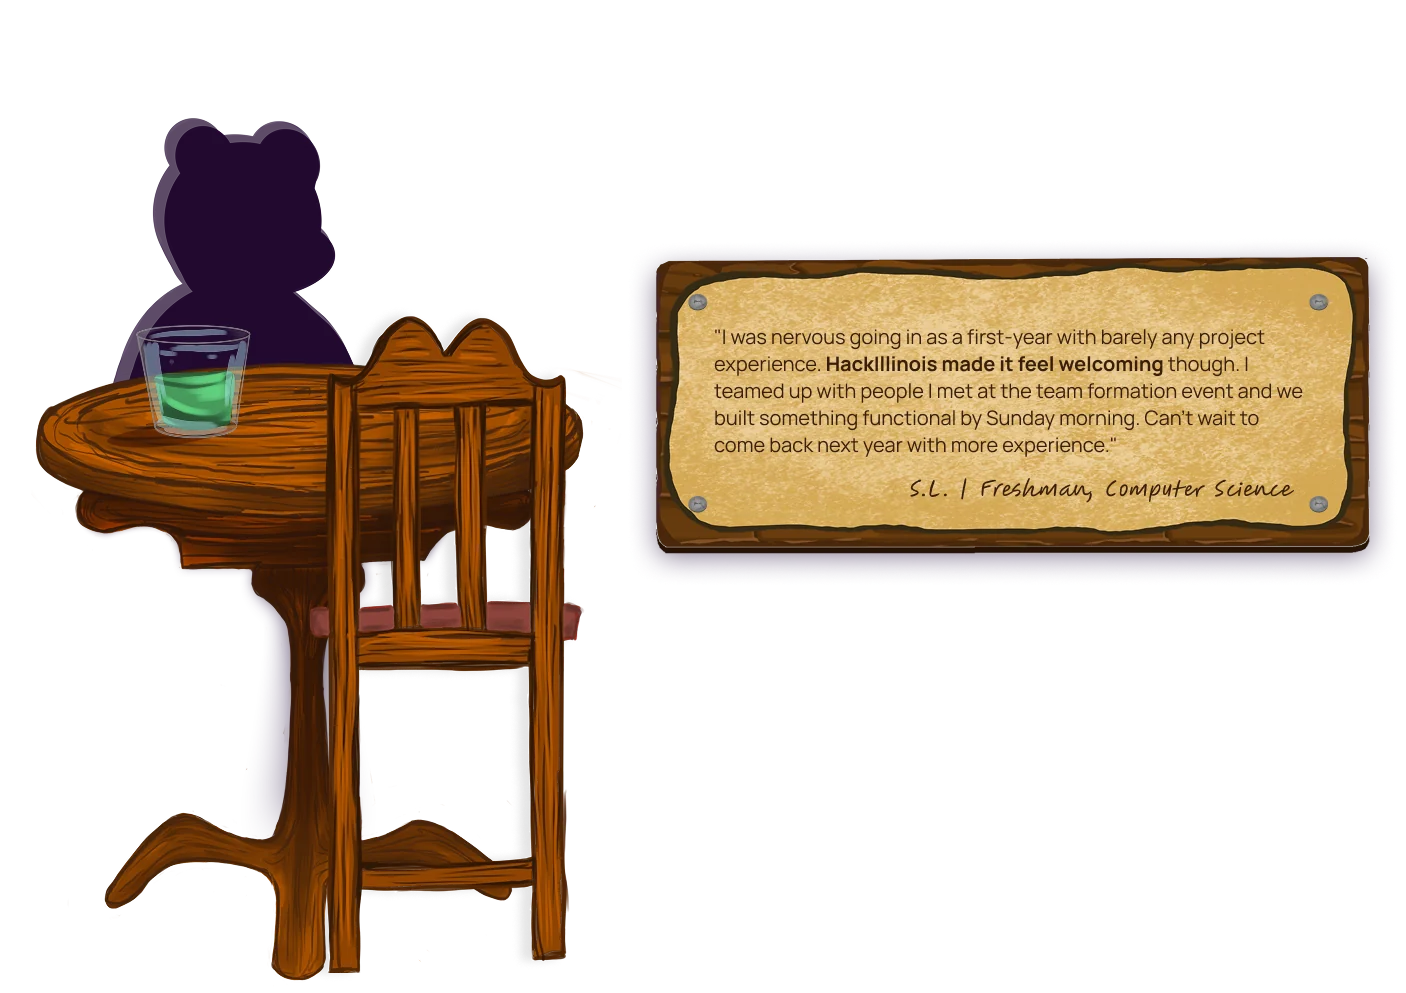 "I was nervous going in as a first-year with barely any project
experience. HackIllinois made it feel welcoming though. I
teamed up with people I met at the team formation event and we
built something functional by Sunday morning. Can't wait to
come back next year with more experience."
S.L. | Freshman, Computer Science